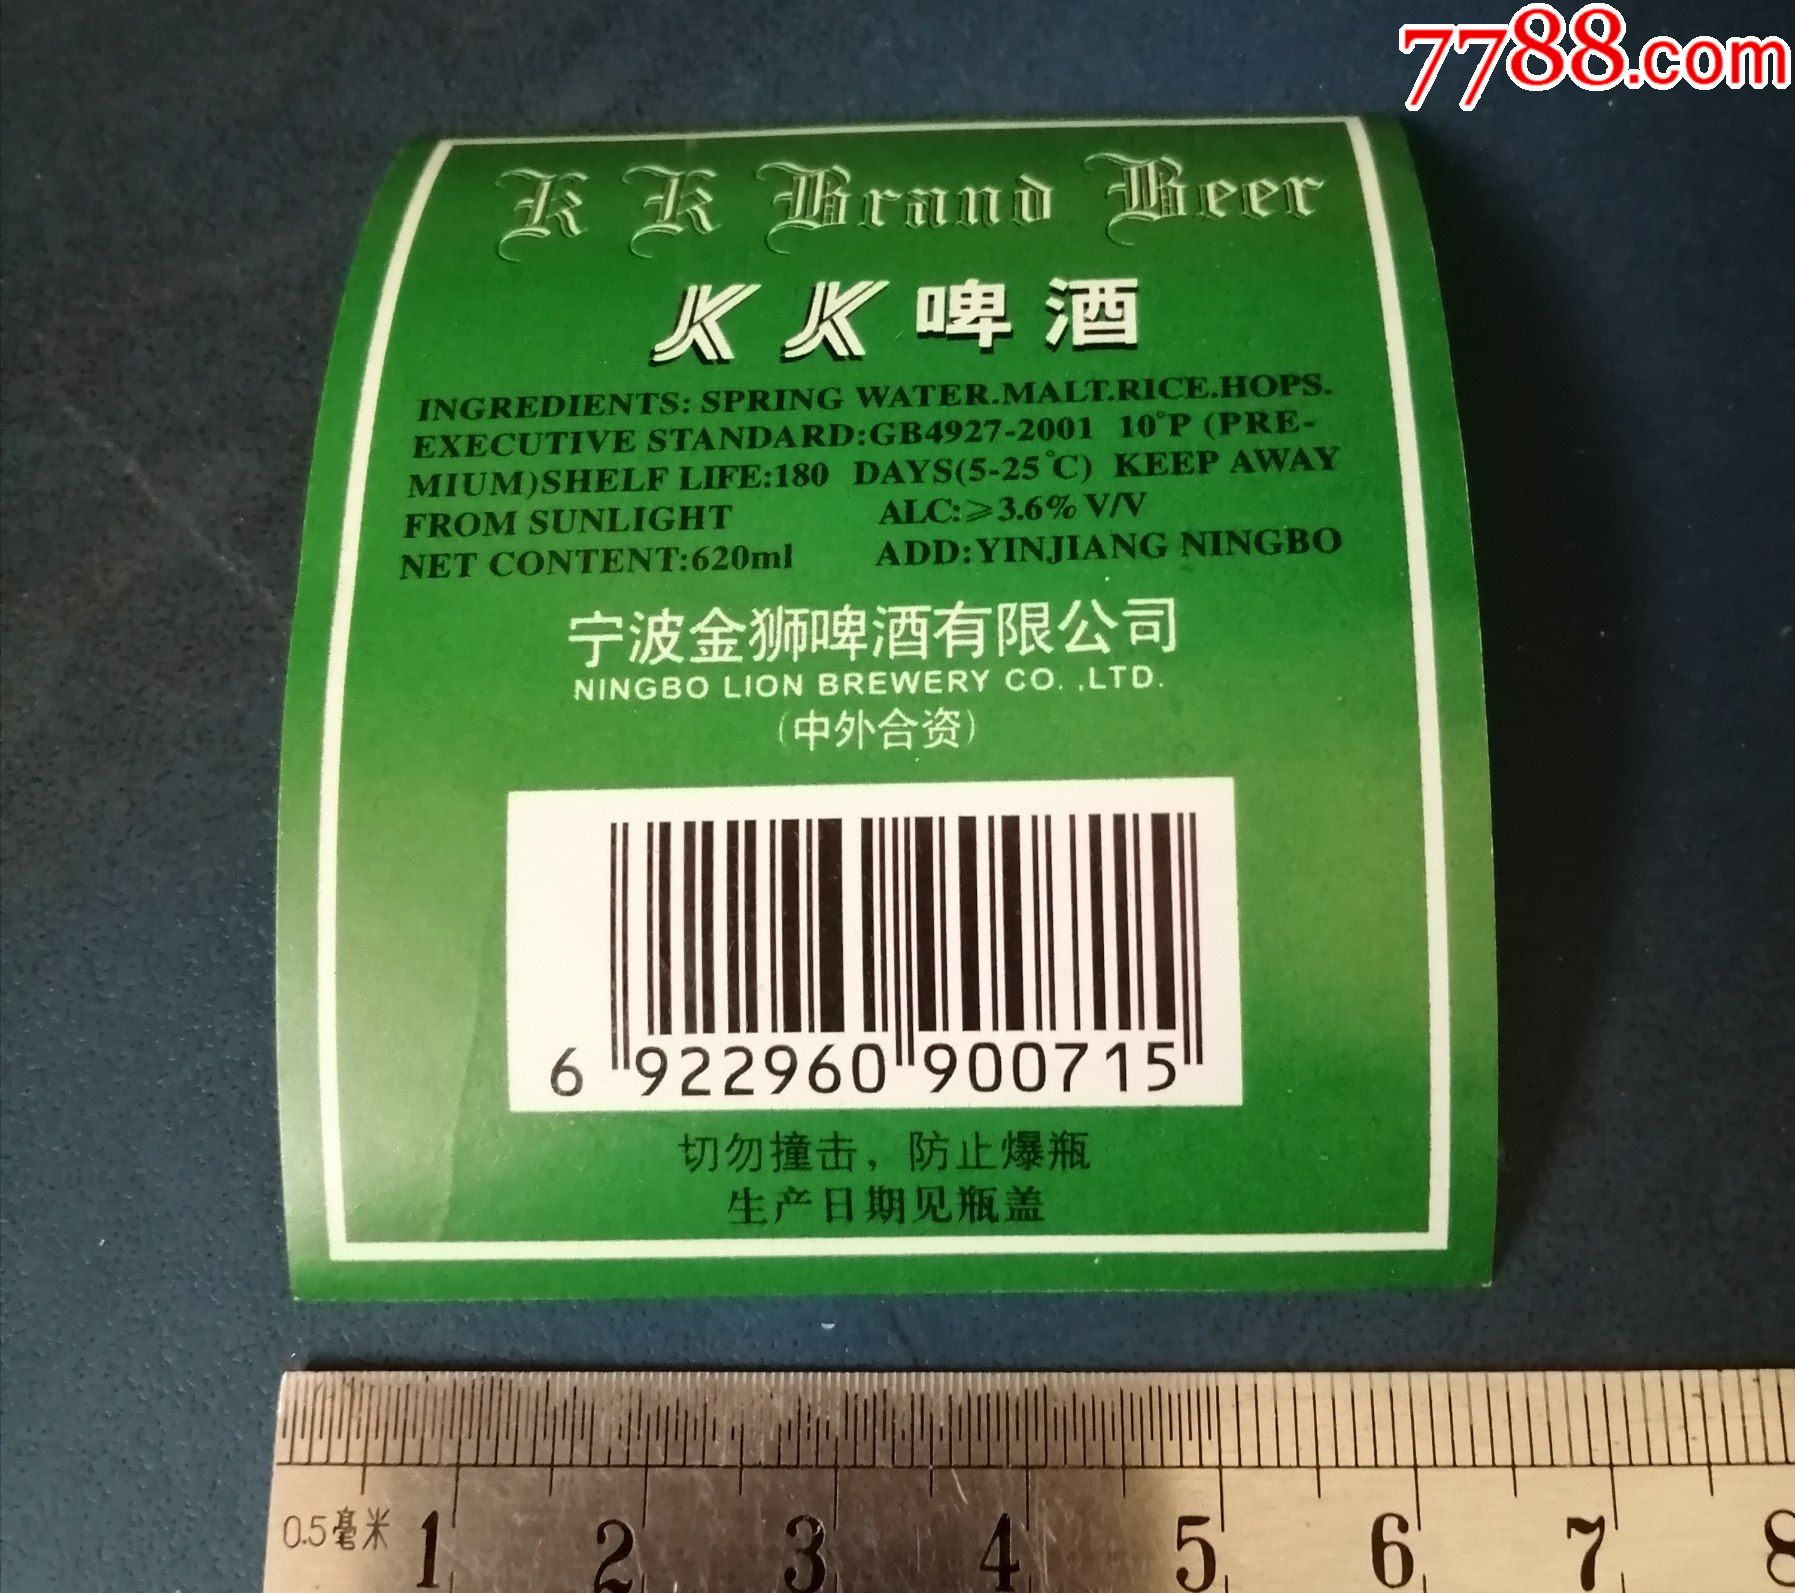 7788.com
K K Brand Beer
KK啤酒
INGREDIENTS: SPRING WATER.MALT.RICE.HOPS.
EXECUTIVE STANDARD:GB4927-2001 10°P (PRE-
MIUM)SHELF LIFE:180 DAYS(5-25°C) KEEP AWAY
FROM SUNLIGHT ALC:⩾3.6% V/V
NET CONTENT:620ml ADD:YINJIANG NINGBO
宁波金狮啤酒有限公司
NINGBO LION BREWERY CO. ,LTD.
(中外合资)
6 922960 900715
切勿撞击，防止爆瓶
生产日期见瓶盖
0.5毫米 1 2 3 4 5 6 7 8